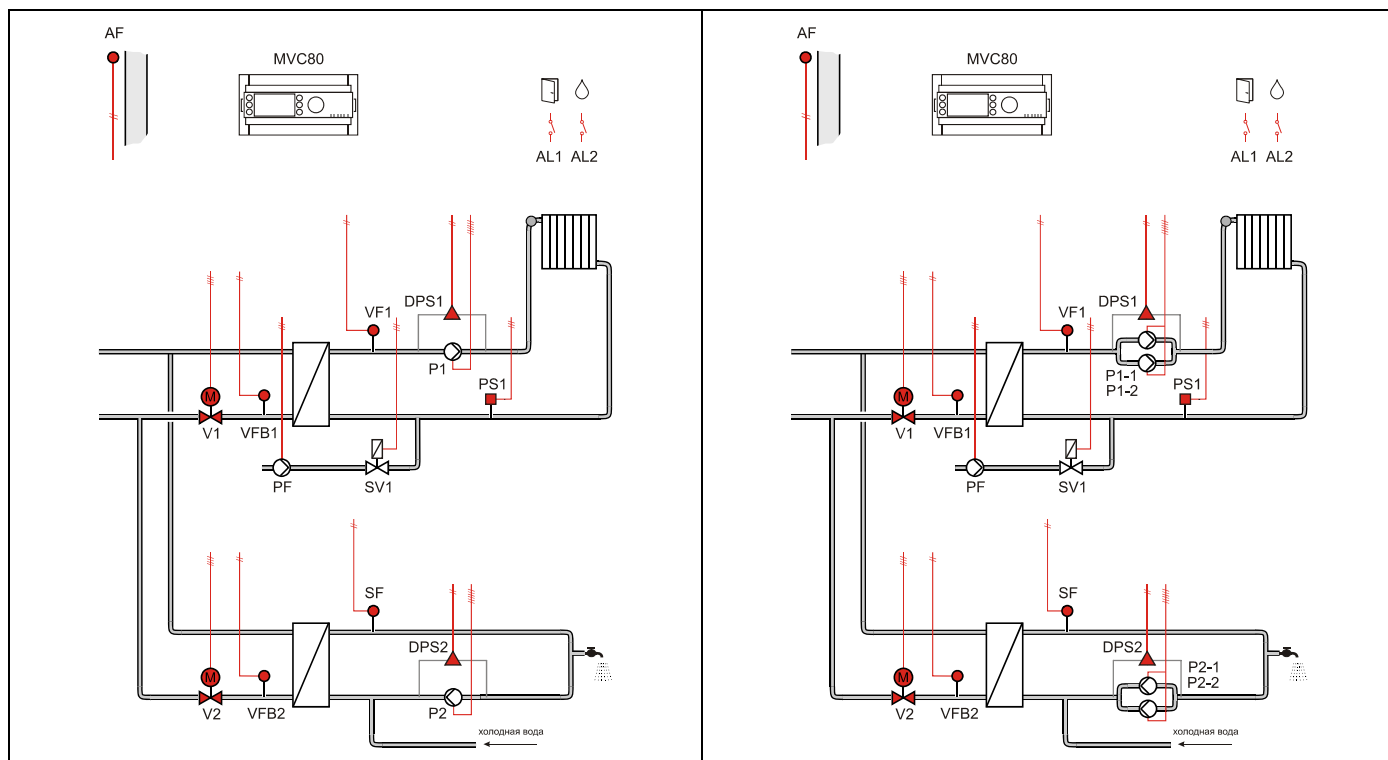 AF
MVC80
AL1 AL2
DPS1
VF1
P1
PS1
M
V1
VFB1
PF
SV1
SF
DPS2
M
P2
V2
VFB2
холодная вода
AF
MVC80
AL1 AL2
DPS1
VF1
P1-1
P1-2
PS1
M
V1
VFB1
PF
SV1
SF
DPS2
P2-1
P2-2
M
V2
VFB2
холодная вода